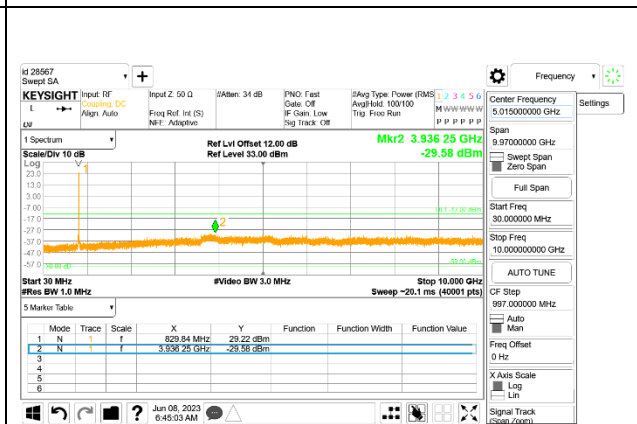 Id 28567
Swept SA
Frequency
KEYSIGHT
L
Input: RF
Coupling: DC
Align: Auto
Input Z: 50 Ω
Freq Ref: Int (S)
NFE: Adaptive
#Atten: 34 dB
PNO: Fast
Gate: Off
IF Gain: Low
Sig Track: Off
#Avg Type: Power (RMS
Avg|Hold: 100/100
Trig: Free Run
1 2 3 4 5 6
M W W W W W
P P P P P P
Center Frequency
5.015000000 GHz
Settings
Span
9.97000000 GHz
Swept Span
Zero Span
Full Span
Start Freq
30.000000 MHz
Stop Freq
10.000000000 GHz
AUTO TUNE
CF Step
997.000000 MHz
Auto
Man
Freq Offset
0 Hz
X Axis Scale
Log
Lin
Signal Track
(Span Zoom)
1 Spectrum
Scale/Div 10 dB
Log
Ref Lvl Offset 12.00 dB
Ref Level 33.00 dBm
Mkr2 3.936 25 GHz
-29.58 dBm
23.0
13.0
3.00
-7.00
-17.0
-27.0
-37.0
-47.0
-57.0
1
2
Start 30 MHz
#Res BW 1.0 MHz
#Video BW 3.0 MHz
Stop 10.000 GHz
Sweep ~20.1 ms (40001 pts)
5 Marker Table
Mode Trace Scale X Y Function Function Width Function Value
1 N 1 f 829.84 MHz 29.22 dBm
2 N 1 f 3.936 25 GHz -29.58 dBm
3
4
5
6
Jun 08, 2023
6:45:03 AM